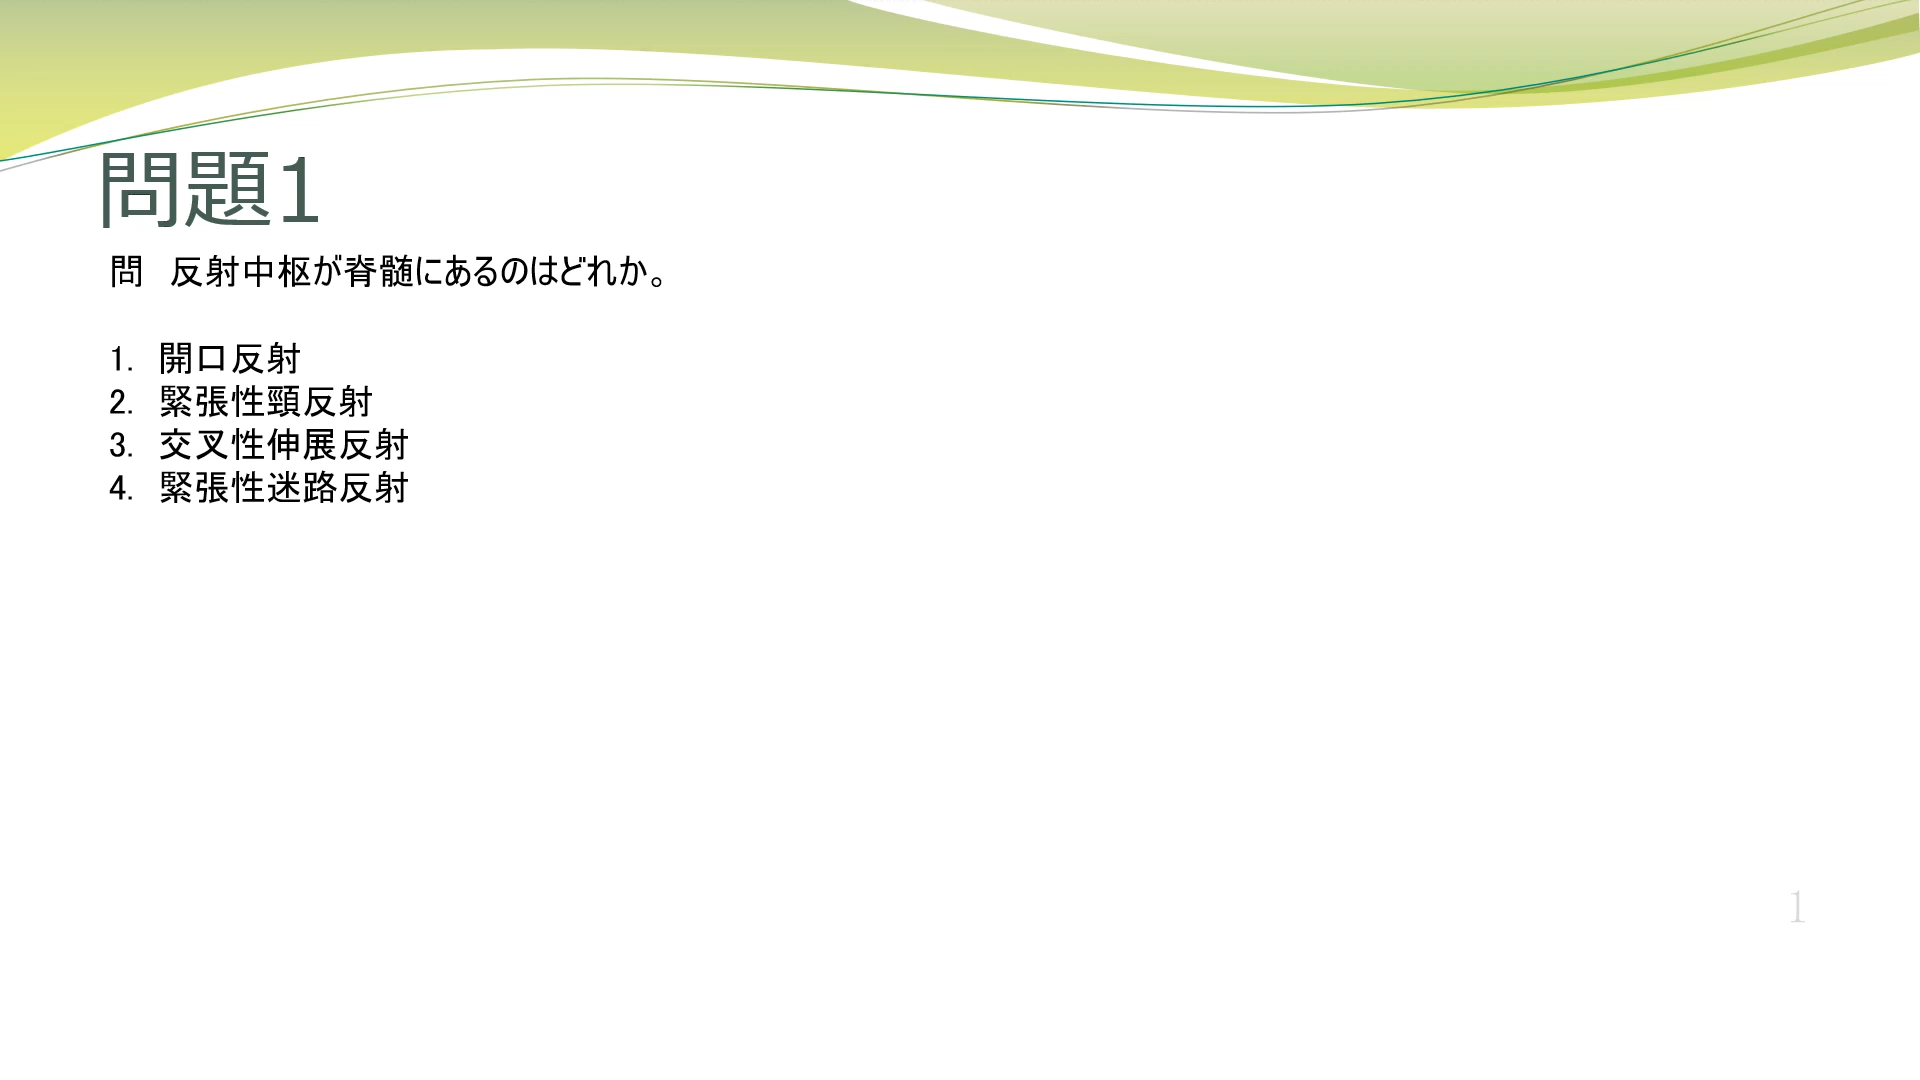 問題1
問　反射中枢が脊髄にあるのはどれか。
1. 開口反射
2. 緊張性頸反射
3. 交叉性伸展反射
4. 緊張性迷路反射
1